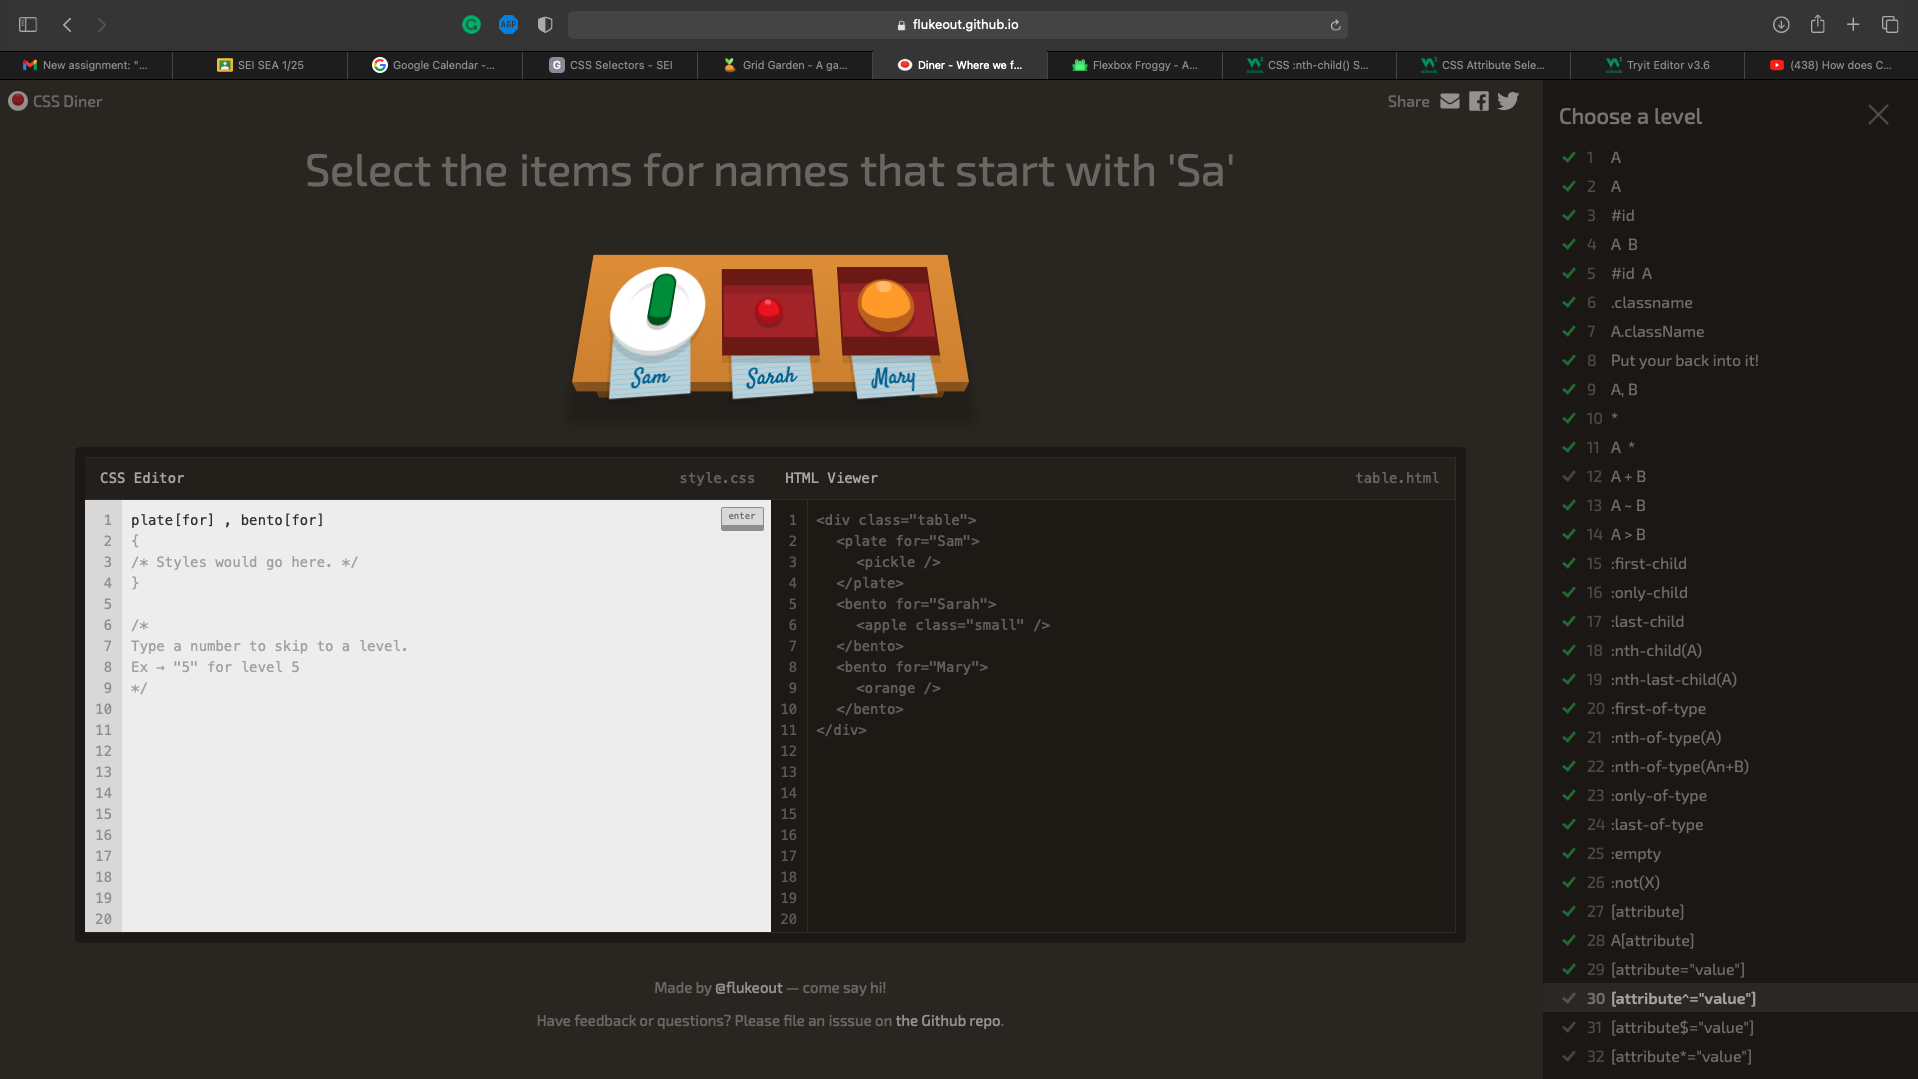 ABP
flukeout.github.io
New assignment: "...
SEI SEA 1/25
Google Calendar -...
CSS Selectors - SEI
Grid Garden - A ga...
Diner - Where we f...
Flexbox Froggy - A...
CSS :nth-child() S...
CSS Attribute Sele...
Tryit Editor v3.6
(438) How does C...
CSS Diner
Share
Select the items for names that start with 'Sa'
Sam
Sarah
Mary
CSS Editor
style.css
1 plate[for] , bento[for]
enter
2 {
3 /* Styles would go here. */
4 }
5
6 /*
7 Type a number to skip to a level.
8 Ex → "5" for level 5
9 */
10
11
12
13
14
15
16
17
18
19
20
HTML Viewer
table.html
1 <div class="table">
2 <plate for="Sam">
3 <pickle />
4 </plate>
5 <bento for="Sarah">
6 <apple class="small" />
7 </bento>
8 <bento for="Mary">
9 <orange />
10 </bento>
11 </div>
12
13
14
15
16
17
18
19
20
Made by @flukeout — come say hi!
Have feedback or questions? Please file an isssue on the Github repo.
Choose a level
1 A
2 A
3 #id
4 A B
5 #id A
6 .classname
7 A.className
8 Put your back into it!
9 A, B
10 *
11 A *
12 A + B
13 A ~ B
14 A > B
15 :first-child
16 :only-child
17 :last-child
18 :nth-child(A)
19 :nth-last-child(A)
20 :first-of-type
21 :nth-of-type(A)
22 :nth-of-type(An+B)
23 :only-of-type
24 :last-of-type
25 :empty
26 :not(X)
27 [attribute]
28 A[attribute]
29 [attribute="value"]
30 [attribute^="value"]
31 [attribute$="value"]
32 [attribute*="value"]